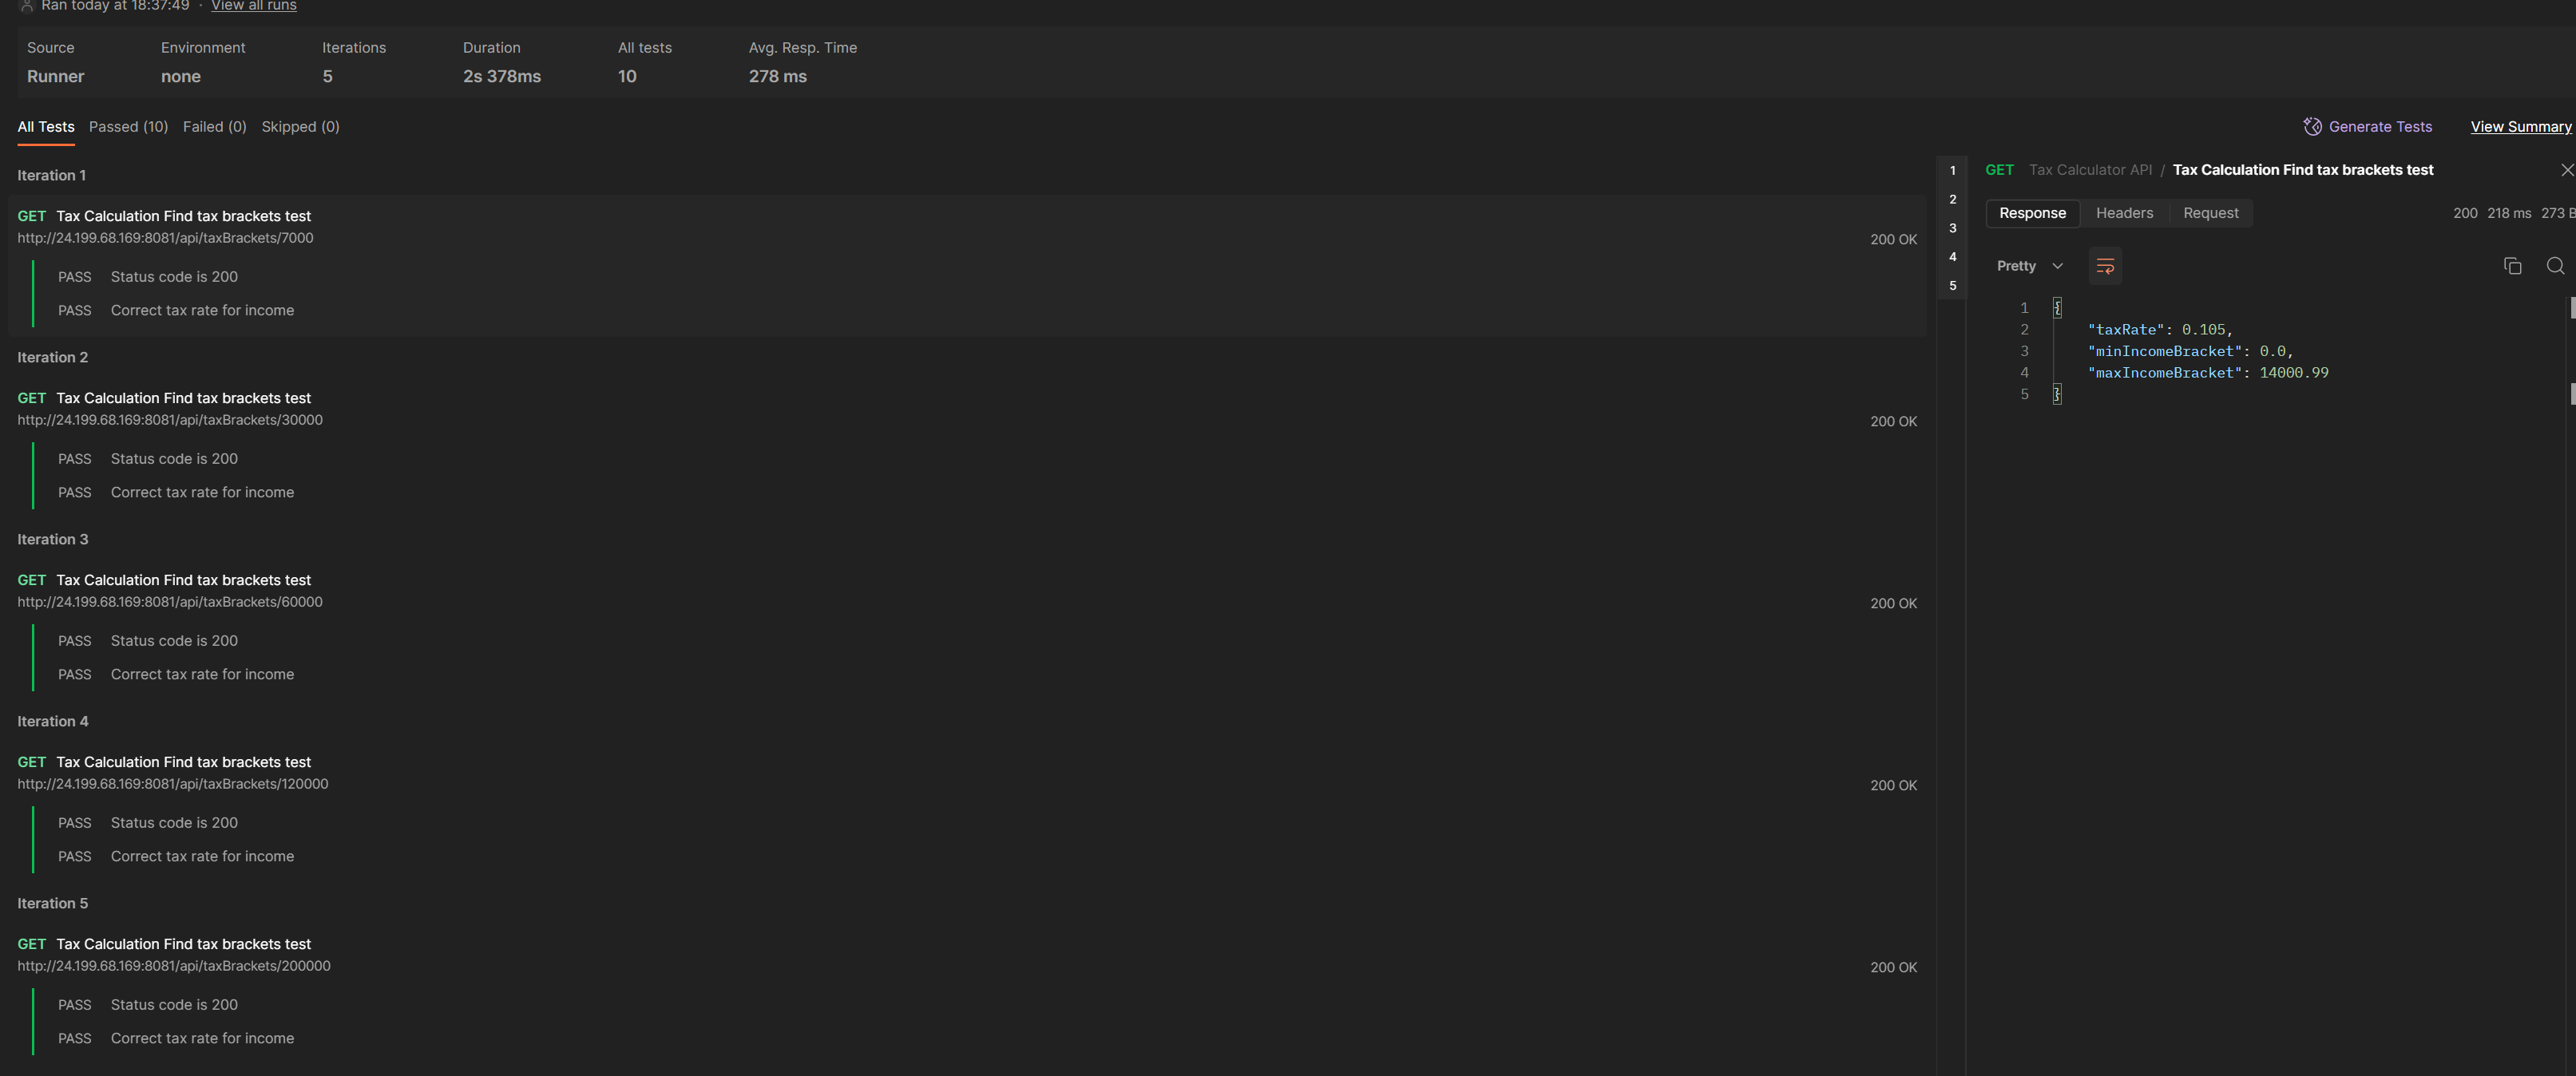 Ran today at 18:37:49 · View all runs
Source Environment Iterations Duration All tests Avg. Resp. Time
Runner none 5 2s 378ms 10 278 ms
All Tests Passed (10) Failed (0) Skipped (0) Generate Tests View Summary
Iteration 1
GET Tax Calculation Find tax brackets test
http://24.199.68.169:8081/api/taxBrackets/7000
200 OK
PASS Status code is 200
PASS Correct tax rate for income
Iteration 2
GET Tax Calculation Find tax brackets test
http://24.199.68.169:8081/api/taxBrackets/30000
200 OK
PASS Status code is 200
PASS Correct tax rate for income
Iteration 3
GET Tax Calculation Find tax brackets test
http://24.199.68.169:8081/api/taxBrackets/60000
200 OK
PASS Status code is 200
PASS Correct tax rate for income
Iteration 4
GET Tax Calculation Find tax brackets test
http://24.199.68.169:8081/api/taxBrackets/120000
200 OK
PASS Status code is 200
PASS Correct tax rate for income
Iteration 5
GET Tax Calculation Find tax brackets test
http://24.199.68.169:8081/api/taxBrackets/200000
200 OK
PASS Status code is 200
PASS Correct tax rate for income
1
2
3
4
5
GET Tax Calculator API / Tax Calculation Find tax brackets test
Response Headers Request 200 218 ms 273 B
Pretty
1 {
2 "taxRate": 0.105,
3 "minIncomeBracket": 0.0,
4 "maxIncomeBracket": 14000.99
5 }